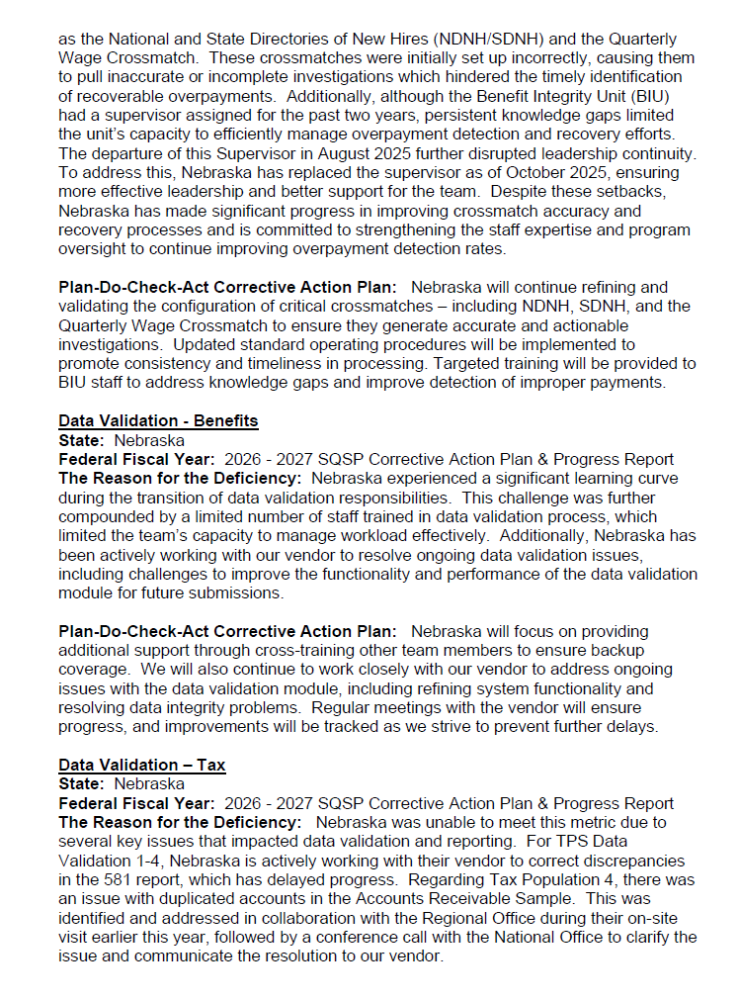 as the National and State Directories of New Hires (NDNH/SDNH) and the Quarterly
Wage Crossmatch.  These crossmatches were initially set up incorrectly, causing them
to pull inaccurate or incomplete investigations which hindered the timely identification
of recoverable overpayments.  Additionally, although the Benefit Integrity Unit (BIU)
had a supervisor assigned for the past two years, persistent knowledge gaps limited
the unit’s capacity to efficiently manage overpayment detection and recovery efforts.
The departure of this Supervisor in August 2025 further disrupted leadership continuity.
To address this, Nebraska has replaced the supervisor as of October 2025, ensuring
more effective leadership and better support for the team.  Despite these setbacks,
Nebraska has made significant progress in improving crossmatch accuracy and
recovery processes and is committed to strengthening the staff expertise and program
oversight to continue improving overpayment detection rates.

Plan-Do-Check-Act Corrective Action Plan:   Nebraska will continue refining and
validating the configuration of critical crossmatches – including NDNH, SDNH, and the
Quarterly Wage Crossmatch to ensure they generate accurate and actionable
investigations.  Updated standard operating procedures will be implemented to
promote consistency and timeliness in processing. Targeted training will be provided to
BIU staff to address knowledge gaps and improve detection of improper payments.

Data Validation - Benefits
State:  Nebraska
Federal Fiscal Year:  2026 - 2027 SQSP Corrective Action Plan & Progress Report
The Reason for the Deficiency:  Nebraska experienced a significant learning curve
during the transition of data validation responsibilities.  This challenge was further
compounded by a limited number of staff trained in data validation process, which
limited the team’s capacity to manage workload effectively.  Additionally, Nebraska has
been actively working with our vendor to resolve ongoing data validation issues,
including challenges to improve the functionality and performance of the data validation
module for future submissions.

Plan-Do-Check-Act Corrective Action Plan:   Nebraska will focus on providing
additional support through cross-training other team members to ensure backup
coverage.  We will also continue to work closely with our vendor to address ongoing
issues with the data validation module, including refining system functionality and
resolving data integrity problems.  Regular meetings with the vendor will ensure
progress, and improvements will be tracked as we strive to prevent further delays.

Data Validation – Tax
State:  Nebraska
Federal Fiscal Year:  2026 - 2027 SQSP Corrective Action Plan & Progress Report
The Reason for the Deficiency:   Nebraska was unable to meet this metric due to
several key issues that impacted data validation and reporting.  For TPS Data
Validation 1-4, Nebraska is actively working with their vendor to correct discrepancies
in the 581 report, which has delayed progress.  Regarding Tax Population 4, there was
an issue with duplicated accounts in the Accounts Receivable Sample.  This was
identified and addressed in collaboration with the Regional Office during their on-site
visit earlier this year, followed by a conference call with the National Office to clarify the
issue and communicate the resolution to our vendor.